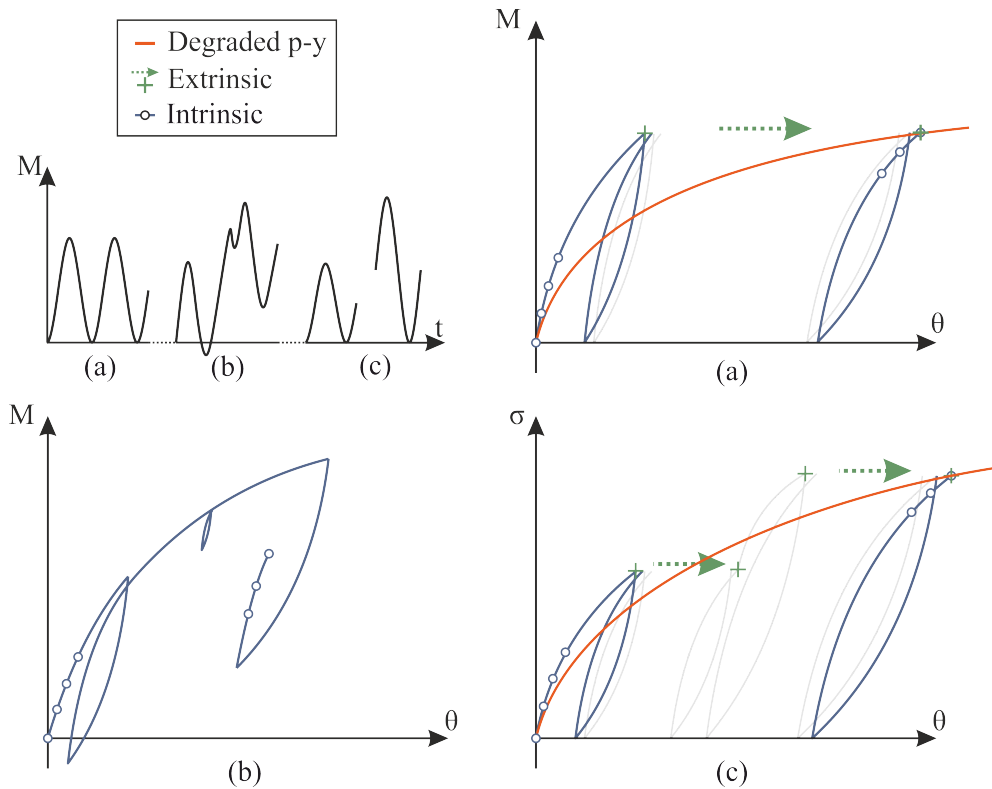 Degraded p-y
Extrinsic
Intrinsic
M
t
(a)
(b)
(c)
M
θ
(a)
M
θ
(b)
σ
θ
(c)